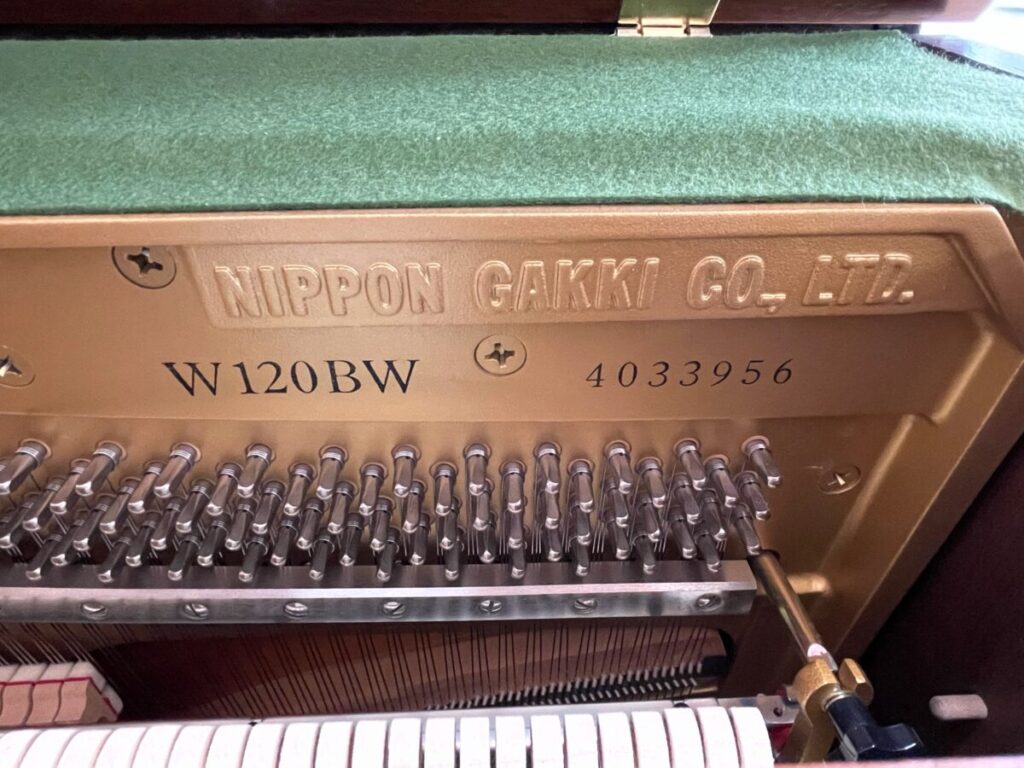 NIPPON GAKKI CO., LTD.
W120BW 4033956